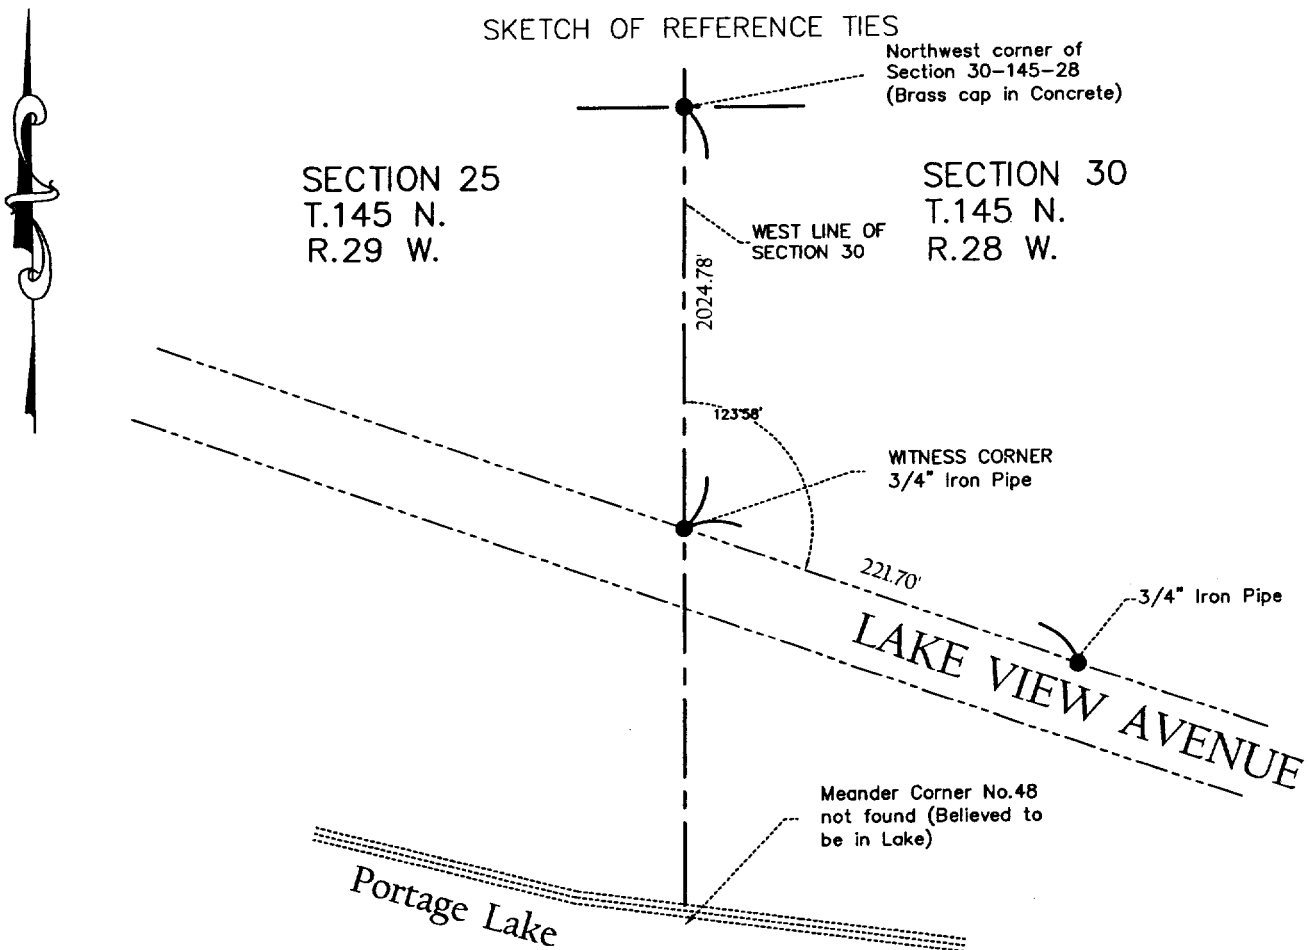 SKETCH OF REFERENCE TIES
Northwest corner of
Section 30-145-28
(Brass cap in Concrete)
SECTION 25
T.145 N.
R.29 W.
SECTION 30
T.145 N.
R.28 W.
WEST LINE OF
SECTION 30
2024.78'
123°58'
WITNESS CORNER
3/4" Iron Pipe
221.70'
3/4" Iron Pipe
LAKE VIEW AVENUE
Meander Corner No.48
not found (Believed to
be in Lake)
Portage Lake